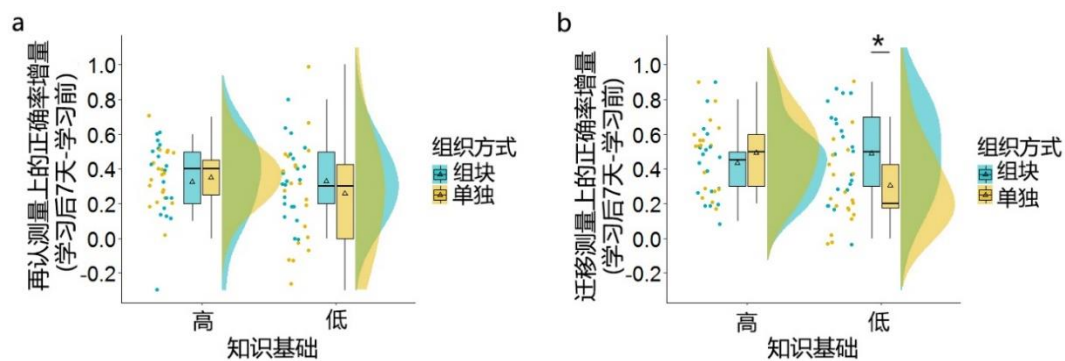 a
再认测量上的正确率增量
(学习后7天-学习前)
1.0
0.8
0.6
0.4
0.2
0.0
-0.2
高
低
知识基础
组织方式
组块
单独
b
迁移测量上的正确率增量
(学习后7天-学习前)
1.0
0.8
0.6
0.4
0.2
0.0
-0.2
*
高
低
知识基础
组织方式
组块
单独